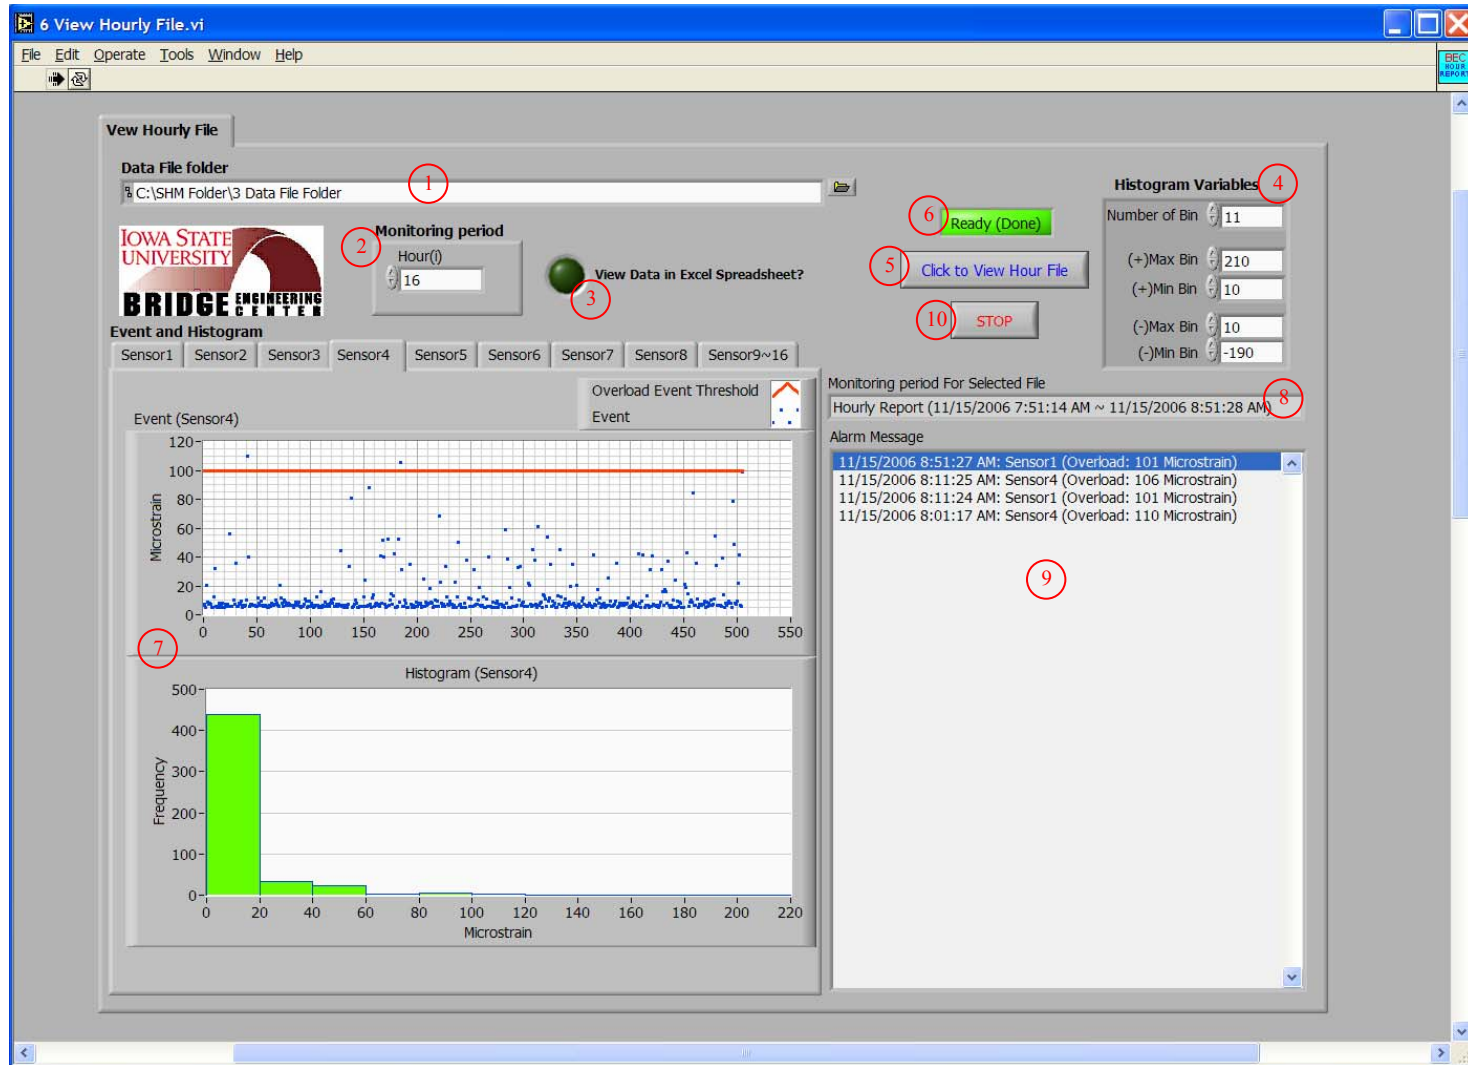 6 View Hourly File.vi
File Edit Operate Tools Window Help
BEC
HOUR
REPORT
Vew Hourly File
Data File folder
C:\SHM Folder\3 Data File Folder
1
Histogram Variables 4
Number of Bin 11
(+)Max Bin 210
(+)Min Bin 10
(-)Max Bin 10
(-)Min Bin -190
6 Ready (Done)
5 Click to View Hour File
10 STOP
IOWA STATE
UNIVERSITY
BRIDGE ENGINEERING
CENTER
2
Monitoring period
Hour(i)
16
View Data in Excel Spreadsheet?
3
Event and Histogram
Sensor1 Sensor2 Sensor3 Sensor4 Sensor5 Sensor6 Sensor7 Sensor8 Sensor9~16
Overload Event Threshold
Event
Event (Sensor4)
120
100
80
60
40
20
0
Microstrain
0 50 100 150 200 250 300 350 400 450 500 550
7
Histogram (Sensor4)
500
400
300
200
100
0
Frequency
0 20 40 60 80 100 120 140 160 180 200 220
Microstrain
Monitoring period For Selected File
Hourly Report (11/15/2006 7:51:14 AM ~ 11/15/2006 8:51:28 AM) 8
Alarm Message
11/15/2006 8:51:27 AM: Sensor1 (Overload: 101 Microstrain)
11/15/2006 8:11:25 AM: Sensor4 (Overload: 106 Microstrain)
11/15/2006 8:11:24 AM: Sensor1 (Overload: 101 Microstrain)
11/15/2006 8:01:17 AM: Sensor4 (Overload: 110 Microstrain)
9